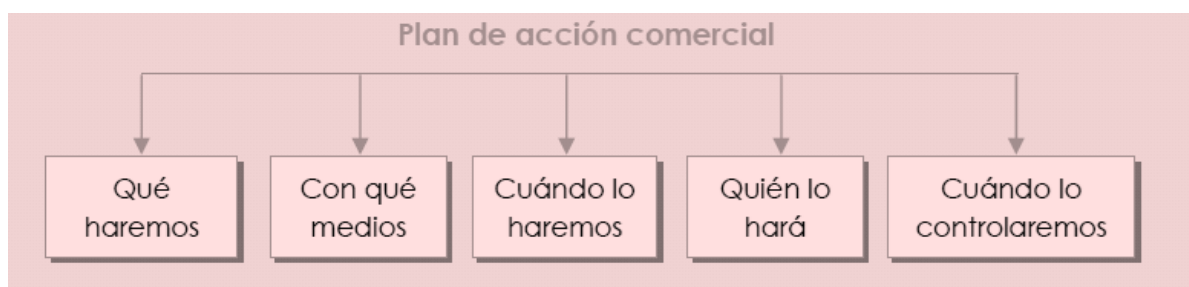 Plan de acción comercial
Qué
haremos
Con qué
medios
Cuándo lo
haremos
Quién lo
hará
Cuándo lo
controlaremos